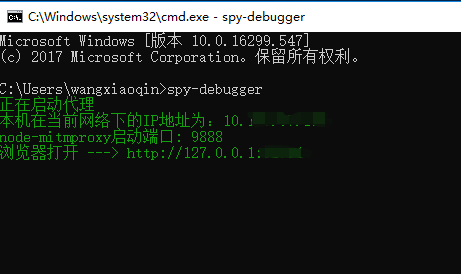 C:\Windows\system32\cmd.exe - spy-debugger
Microsoft Windows [版本 10.0.16299.547]
(c) 2017 Microsoft Corporation。保留所有权利。
C:\Users\wangxiaoqin>spy-debugger
正在启动代理
本机在当前网络下的IP地址为: 10.
node-mitmproxy启动端口: 9888
浏览器打开 ---> http://127.0.0.1: